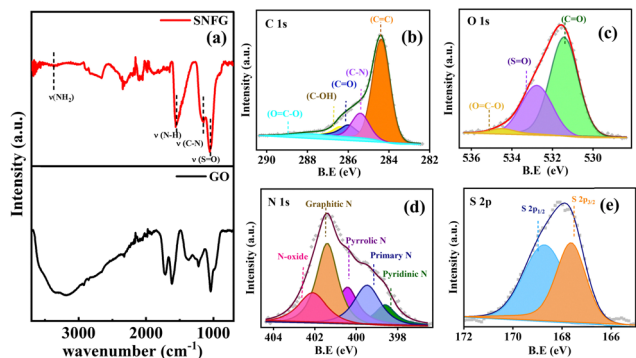 SNFG
(a)
ν(NH2)
ν (N-H)
ν (C-N)
ν (S=O)
GO
Intensity (a.u.)
3000
2000
1000
wavenumber (cm-1)
C 1s
(C=C)
(b)
(C-N)
(C=O)
(C-OH)
(O=C-O)
Intensity (a.u.)
290
288
286
284
282
B.E (eV)
O 1s
(C=O)
(c)
(S=O)
(O=C-O)
Intensity (a.u.)
536
534
532
530
B.E (eV)
N 1s
Graphitic N
(d)
Pyrrolic N
N-oxide
Primary N
Pyridinic N
Intensity (a.u.)
404
402
400
398
B.E (eV)
S 2p
S 2p1/2
S 2p3/2
(e)
Intensity (a.u.)
172
170
168
166
B.E (eV)